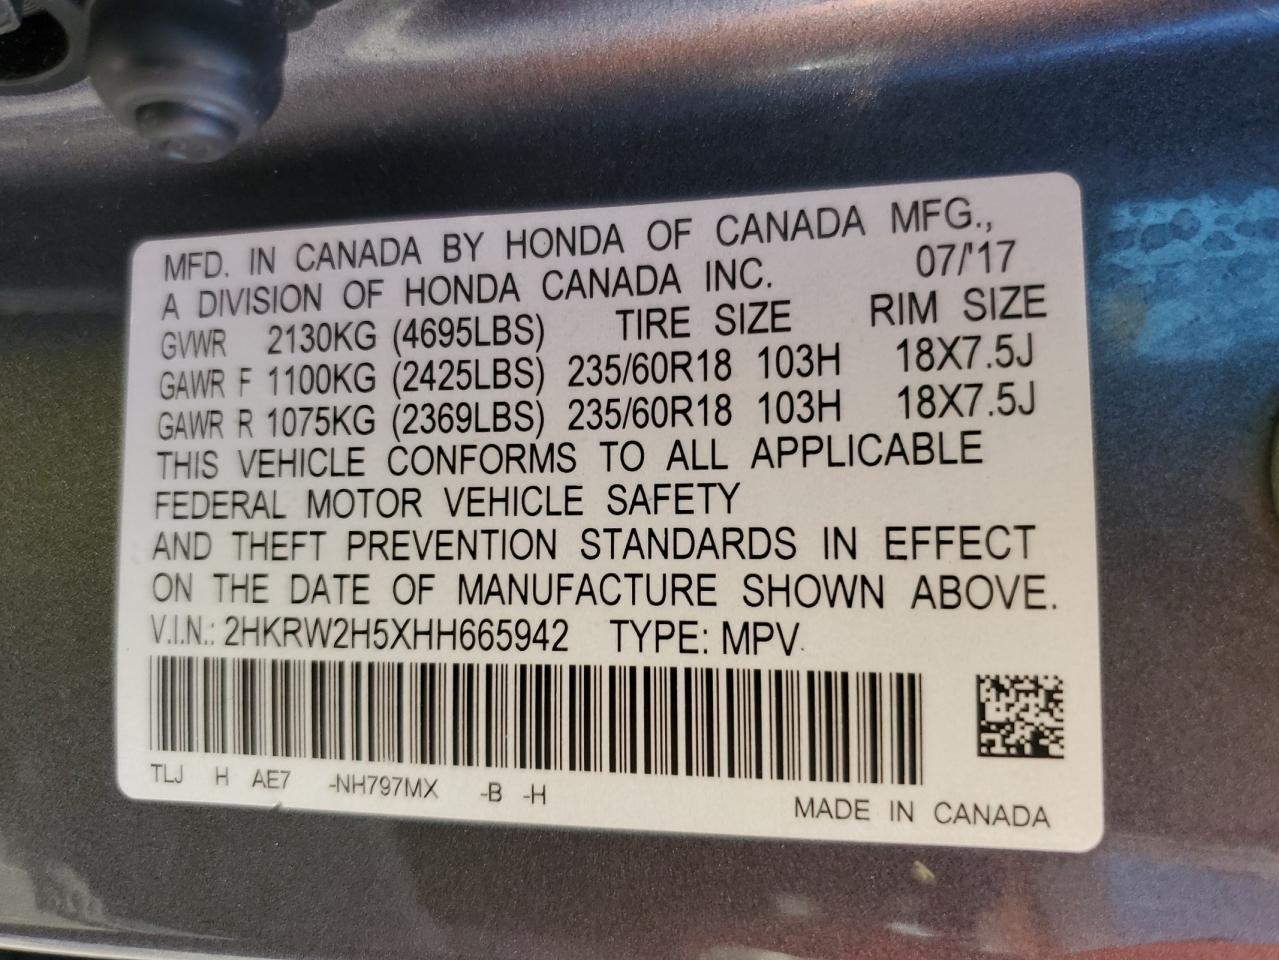 MFD. IN CANADA BY HONDA OF CANADA MFG.,
A DIVISION OF HONDA CANADA INC. 07/'17
GVWR 2130KG (4695LBS) TIRE SIZE RIM SIZE
GAWR F 1100KG (2425LBS) 235/60R18 103H 18X7.5J
GAWR R 1075KG (2369LBS) 235/60R18 103H 18X7.5J
THIS VEHICLE CONFORMS TO ALL APPLICABLE
FEDERAL MOTOR VEHICLE SAFETY
AND THEFT PREVENTION STANDARDS IN EFFECT
ON THE DATE OF MANUFACTURE SHOWN ABOVE.
V.I.N.: 2HKRW2H5XHH665942 TYPE: MPV
TLJ H AE7 -NH797MX -B -H
MADE IN CANADA